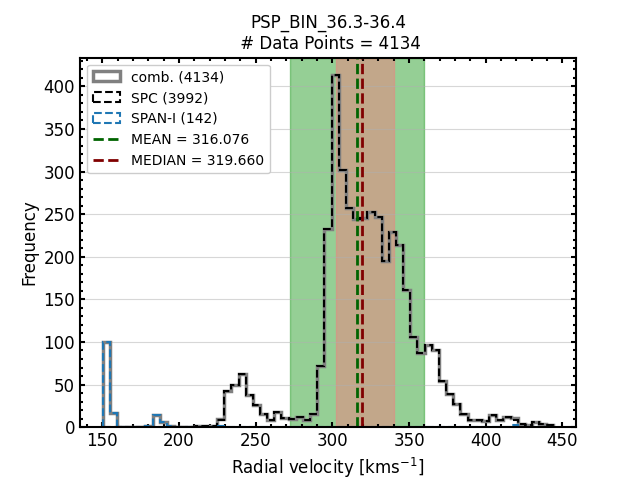 PSP_BIN_36.3-36.4
# Data Points = 4134
comb. (4134)
SPC (3992)
SPAN-I (142)
MEAN = 316.076
MEDIAN = 319.660
Frequency
400
350
300
250
200
150
100
50
0
150 200 250 300 350 400 450
Radial velocity [kms⁻¹]